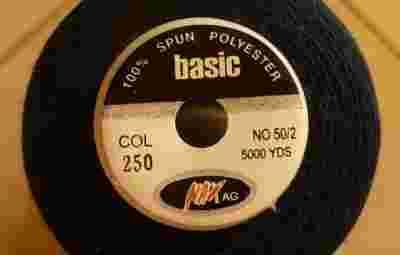 100% SPUN POLYESTER
basic
COL
250
NO 50/2
5000 YDS
AG